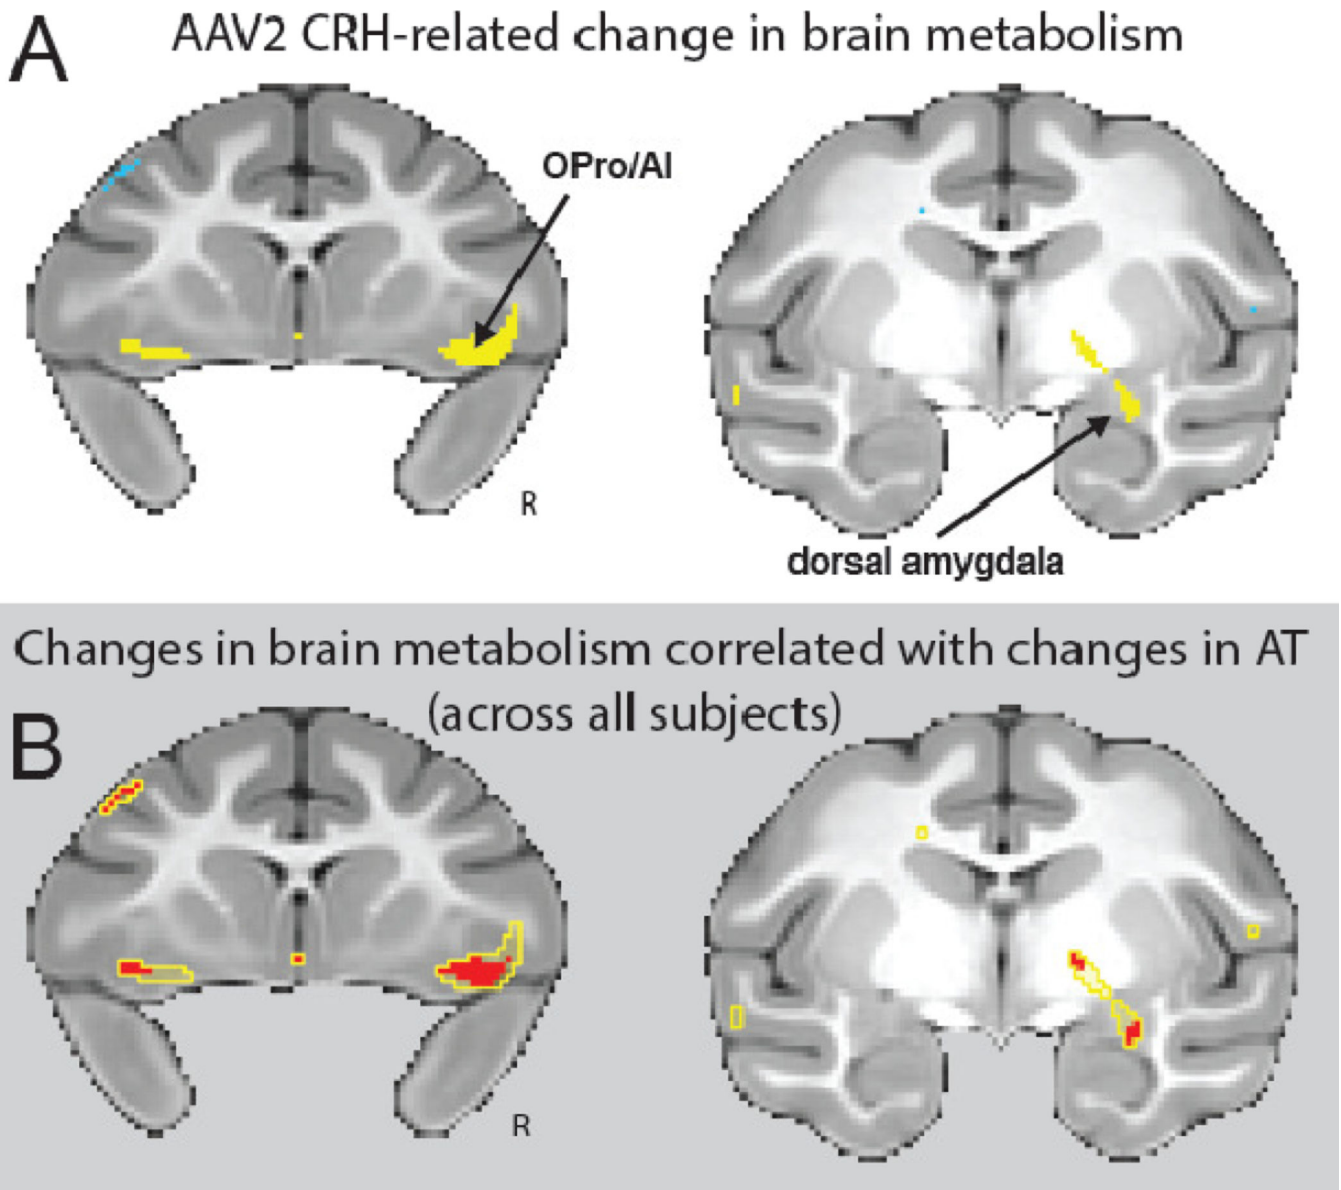 A
AAV2 CRH-related change in brain metabolism
OPro/AI
R
dorsal amygdala
Changes in brain metabolism correlated with changes in AT
(across all subjects)
B
R